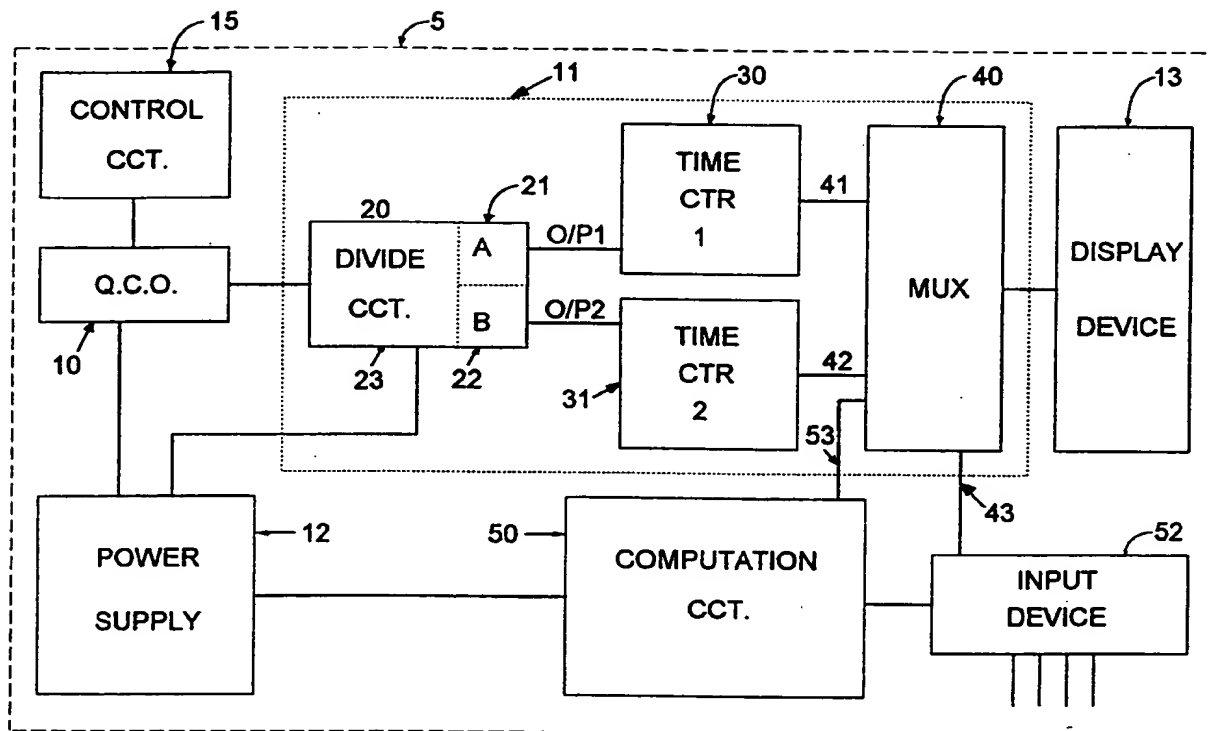 15
5
CONTROL
CCT.
11
30
40
13
TIME
CTR
1
41
21
20
DIVIDE
CCT.
A
B
O/P1
O/P2
MUX
DISPLAY
DEVICE
Q.C.O.
10
23
22
31
TIME
CTR
2
42
53
43
POWER
SUPPLY
12
50
COMPUTATION
CCT.
52
INPUT
DEVICE